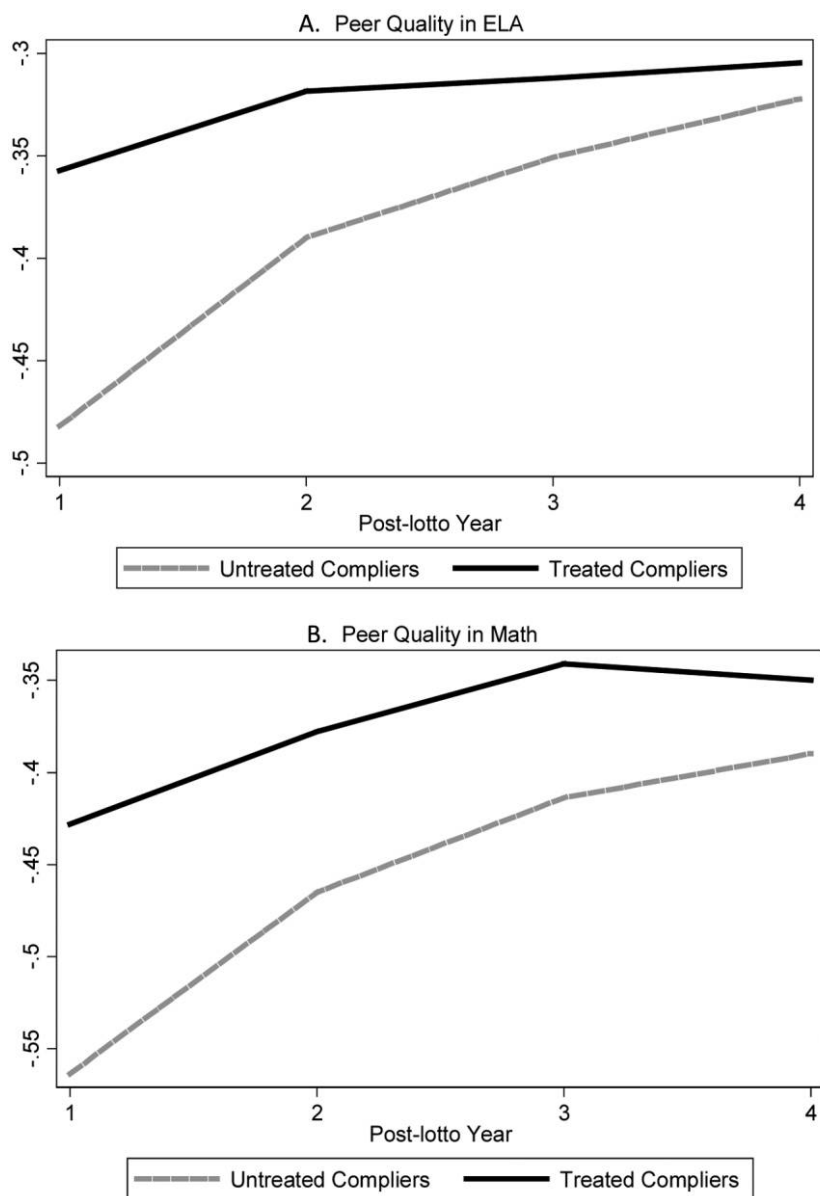 A. Peer Quality in ELA
-.3
-.35
-.4
-.45
-.5
1 2 3 4
Post-lotto Year
Untreated Compliers Treated Compliers
B. Peer Quality in Math
-.35
-.4
-.45
-.5
-.55
1 2 3 4
Post-lotto Year
Untreated Compliers Treated Compliers